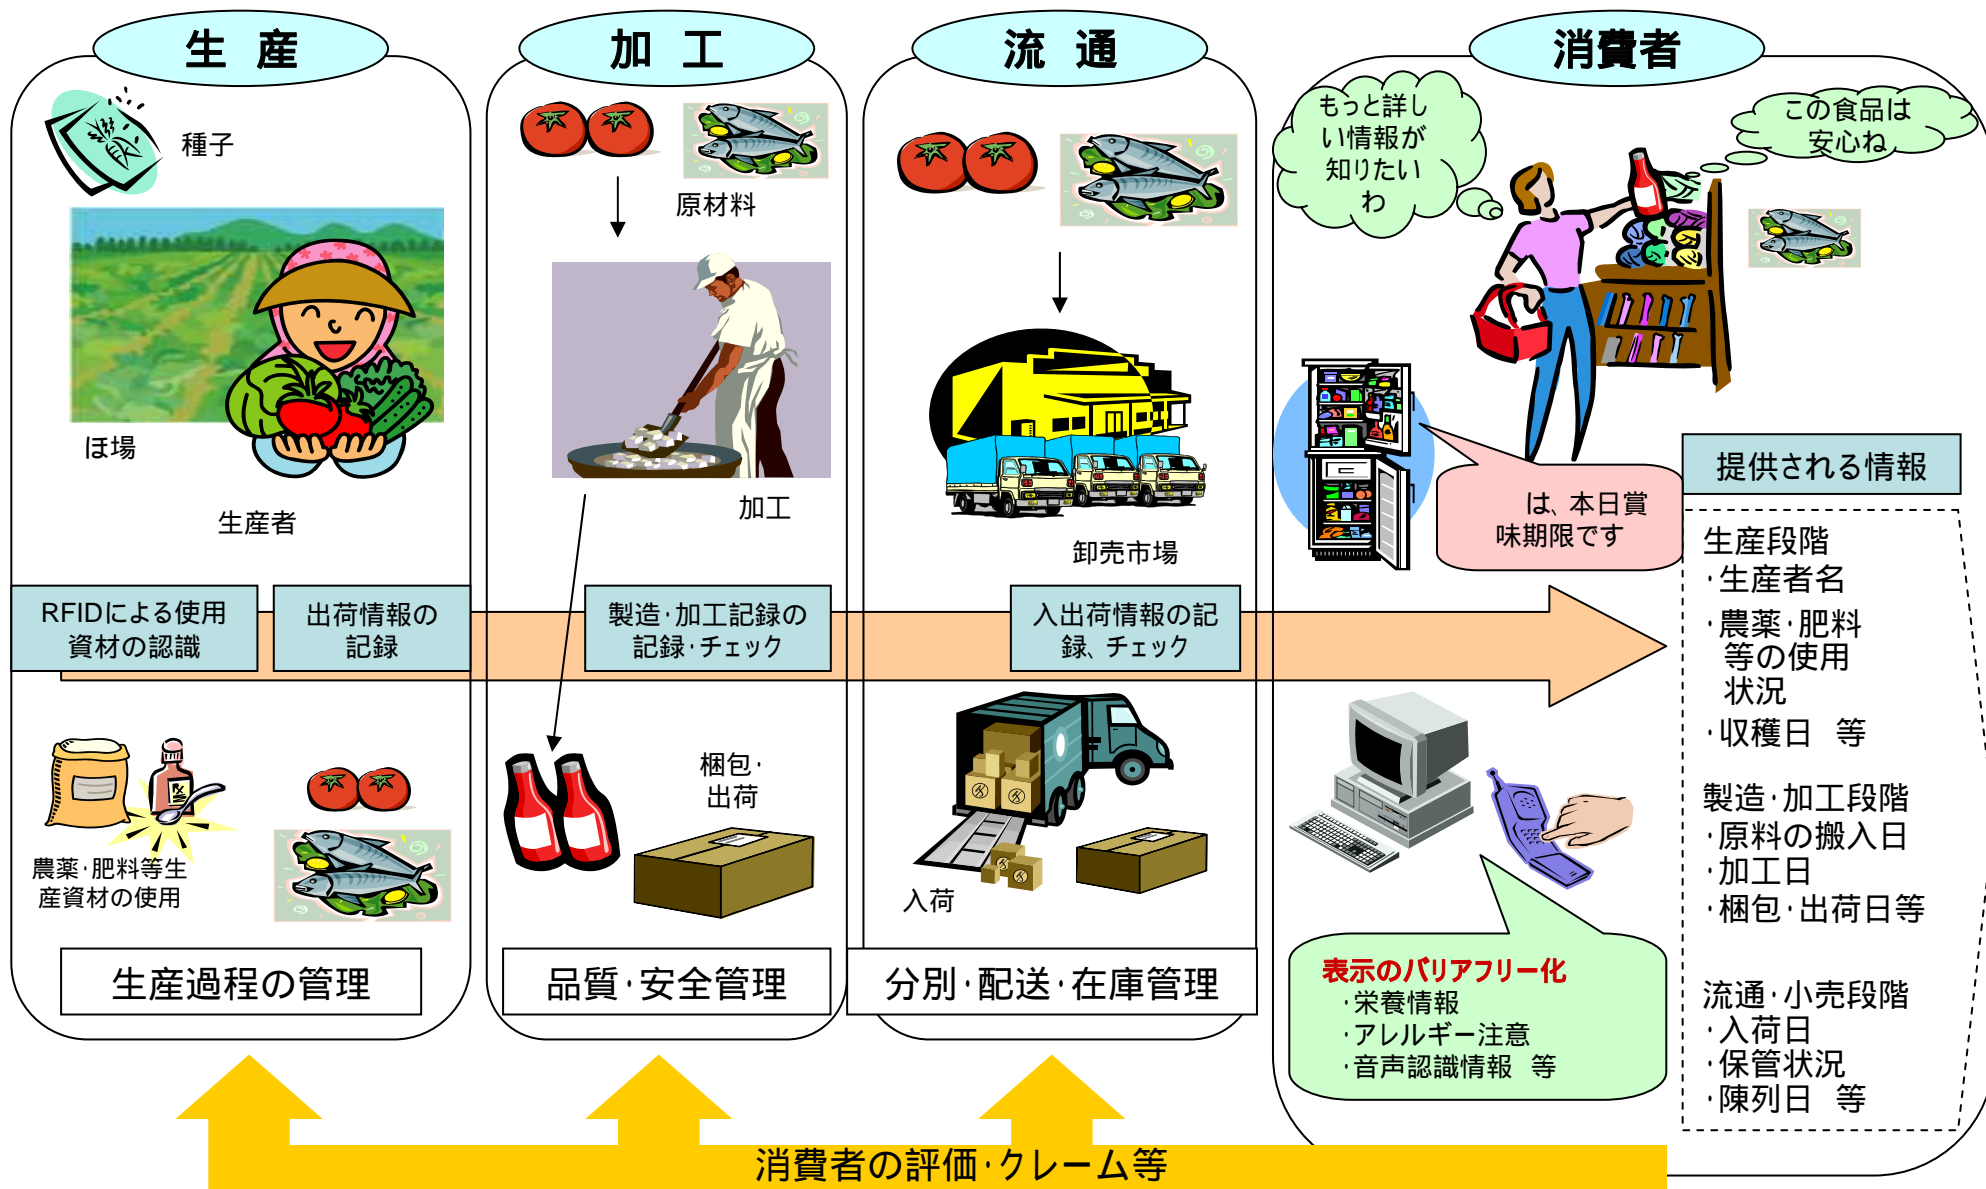 生 産
種子
ほ場
生産者
RFIDによる使用
資材の認識
出荷情報の
記録
農薬・肥料等生
産資材の使用
生産過程の管理
加 工
原材料
加工
製造・加工記録の
記録・チェック
梱包・
出荷
品質・安全管理
流 通
卸売市場
入出荷情報の記
録、チェック
入荷
分別・配送・在庫管理
消費者
もっと詳し
い情報が
知りたい
わ
この食品は
安心ね
は、本日賞
味期限です
提供される情報
生産段階
・生産者名
・農薬・肥料
等の使用
状況
・収穫日 等
製造・加工段階
・原料の搬入日
・加工日
・梱包・出荷日等
流通・小売段階
・入荷日
・保管状況
・陳列日 等
表示のバリアフリー化
・栄養情報
・アレルギー注意
・音声認識情報 等
消費者の評価・クレーム等